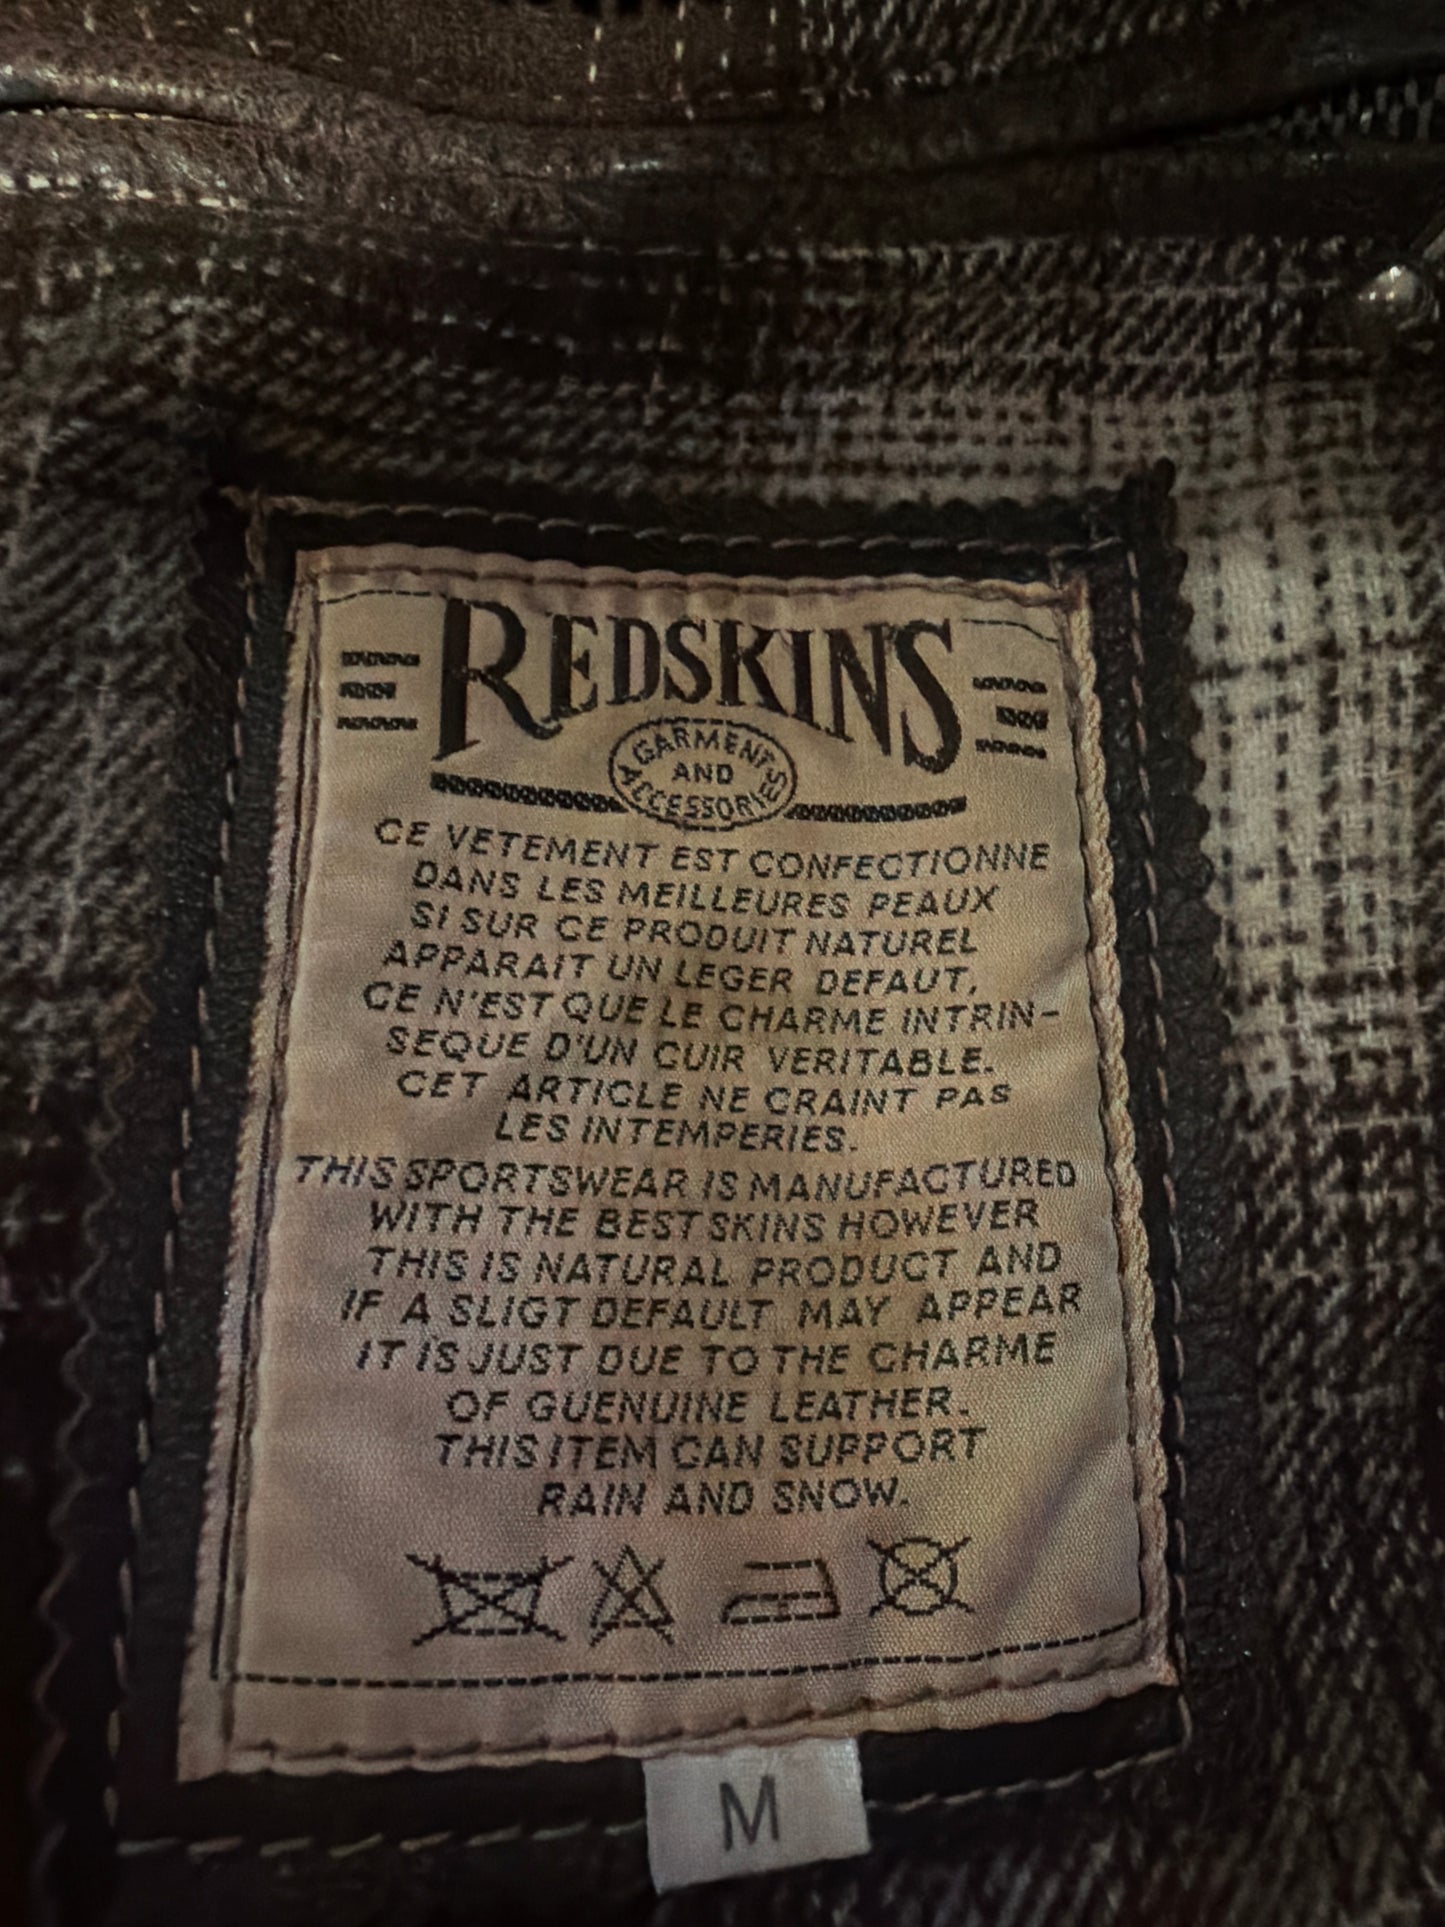 REDSKINS
GARMENTS
AND
ACCESSORIES
CE VETEMENT EST CONFECTIONNE
DANS LES MEILLEURES PEAUX
SI SUR CE PRODUIT NATUREL
APPARAIT UN LEGER DEFAUT,
CE N'EST QUE LE CHARME INTRIN-
SEQUE D'UN CUIR VERITABLE.
CET ARTICLE NE CRAINT PAS
LES INTEMPERIES.
THIS SPORTSWEAR IS MANUFACTURED
WITH THE BEST SKINS HOWEVER
THIS IS NATURAL PRODUCT AND
IF A SLIGT DEFAULT MAY APPEAR
IT IS JUST DUE TO THE CHARME
OF GUENUINE LEATHER.
THIS ITEM CAN SUPPORT
RAIN AND SNOW.
M